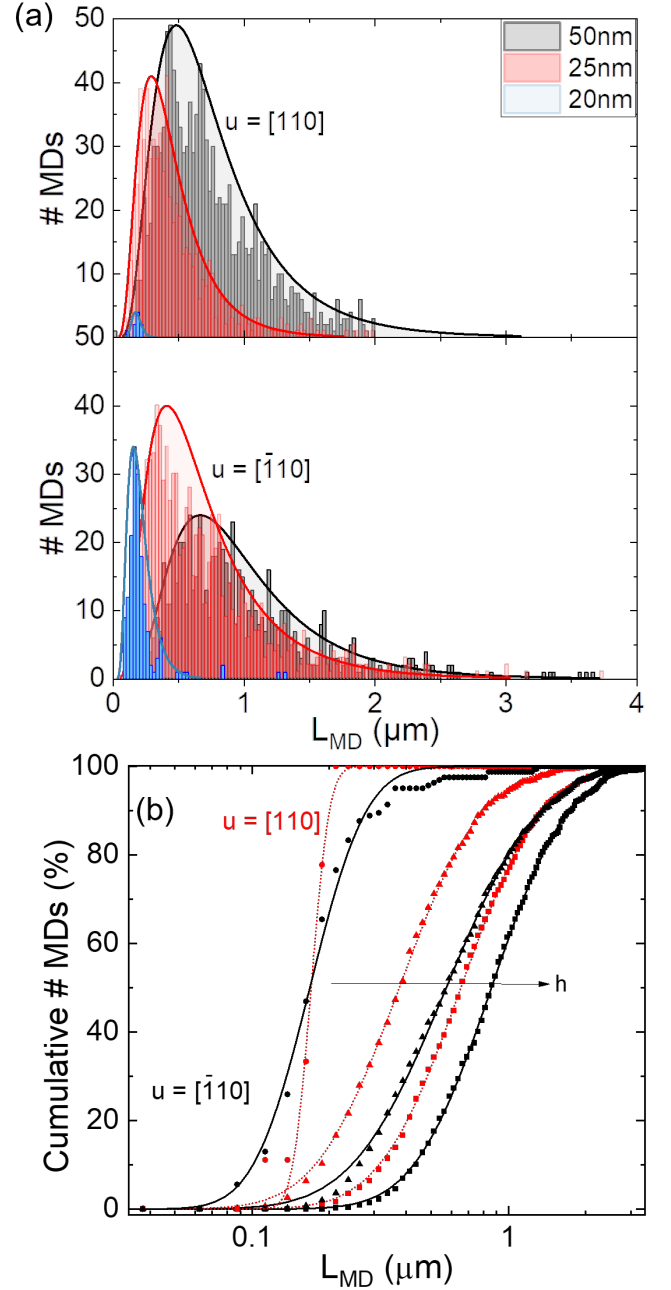 (a)
50
50nm
25nm
20nm
40
u = [110]
30
# MDs
20
10
50
40
u = [1̄10]
30
# MDs
20
10
0
0 1 2 3 4
L_MD (µm)
100
(b)
u = [110]
80
60
Cumulative # MDs (%)
h
40
u = [1̄10]
20
0
0.1 1
L_MD (µm)